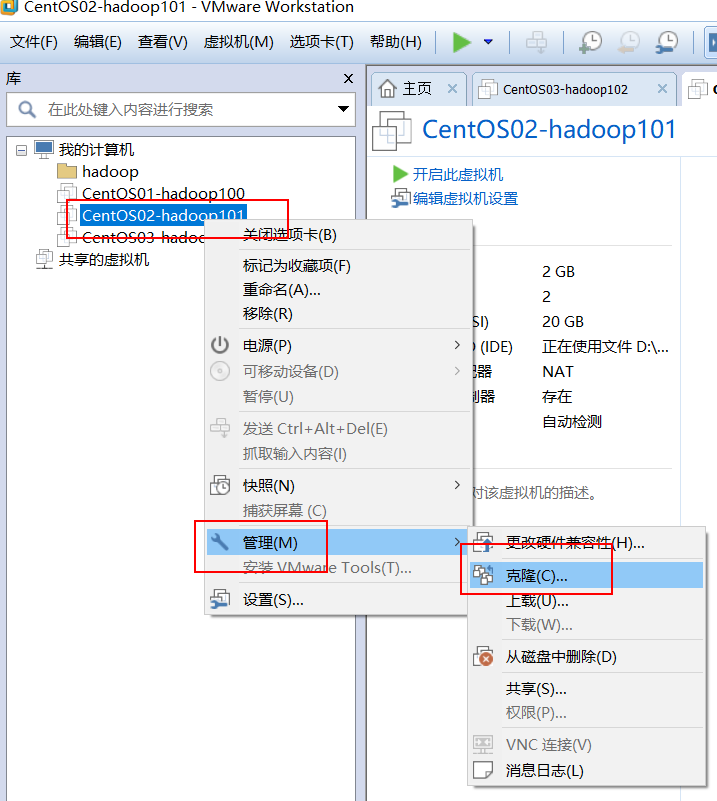 CentOS02-hadoop101 - VMware Workstation
文件(F) 编辑(E) 查看(V) 虚拟机(M) 选项卡(T) 帮助(H)
库
在此处键入内容进行搜索
主页
CentOS03-hadoop102
CentOS02-hadoop101
我的计算机
hadoop
CentOS01-hadoop100
CentOS02-hadoop101
CentOS03-hadoo
共享的虚拟机
开启此虚拟机
编辑虚拟机设置
关闭选项卡(B)
标记为收藏项(F)
重命名(A)...
移除(R)
电源(P)
可移动设备(D)
暂停(U)
发送 Ctrl+Alt+Del(E)
抓取输入内容(I)
快照(N)
捕获屏幕 (C)
管理(M)
安装 VMware Tools(T)...
设置(S)...
2 GB
2
SI) 20 GB
(IDE) 正在使用文件 D:\...
NAT
存在
自动检测
对该虚拟机的描述。
更改硬件兼容性(H)...
克隆(C)...
上载(U)...
下载(W)...
从磁盘中删除(D)
共享(S)...
权限(P)...
VNC 连接(V)
消息日志(L)